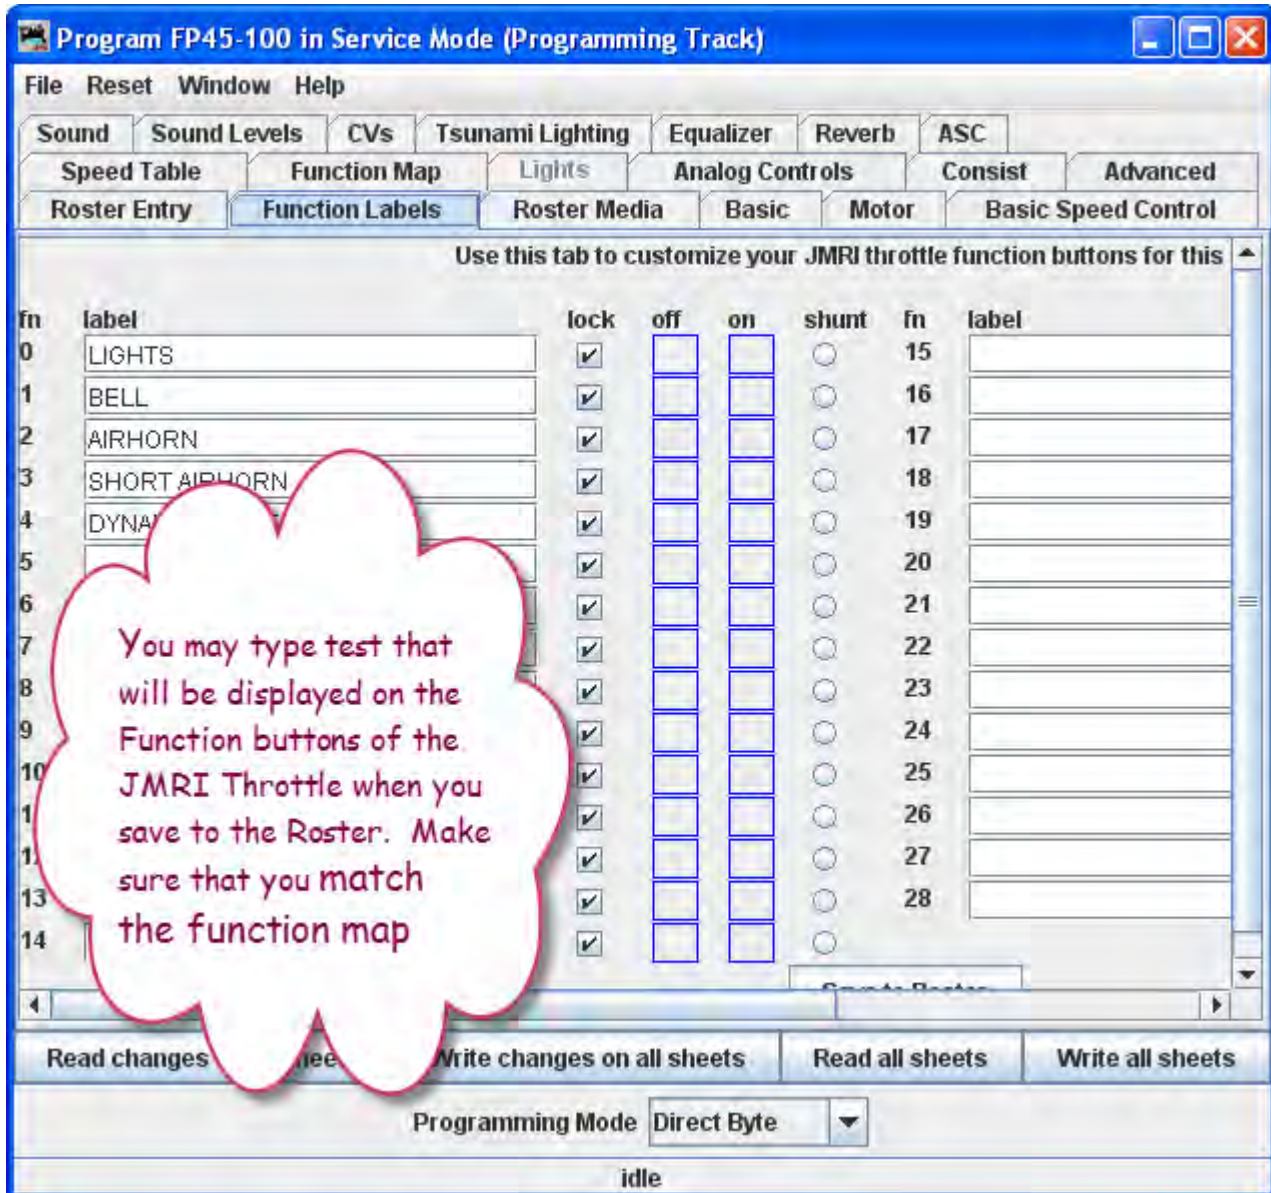 Program FP45-100 in Service Mode (Programming Track)
File Reset Window Help
Sound Sound Levels CVs Tsunami Lighting Equalizer Reverb ASC
Speed Table Function Map Lights Analog Controls Consist Advanced
Roster Entry Function Labels Roster Media Basic Motor Basic Speed Control
Use this tab to customize your JMRI throttle function buttons for this
fn label lock off on shunt fn label
0 LIGHTS 15
1 BELL 16
2 AIRHORN 17
3 SHORT AIRHORN 18
4 19
5 20
6 21
7 22
8 23
9 24
10 25
26
27
13 28
14
You may type test that
will be displayed on the
Function buttons of the
JMRI Throttle when you
save to the Roster. Make
sure that you match
the function map
Read changes Write changes on all sheets Read all sheets Write all sheets
Programming Mode Direct Byte
idle